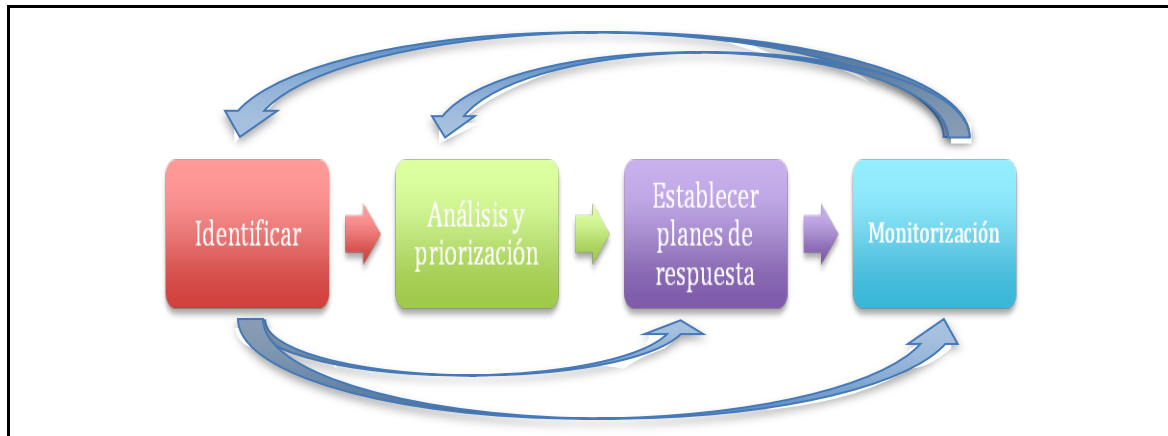 Identificar
Análisis y
priorización
Establecer
planes de
respuesta
Monitorización